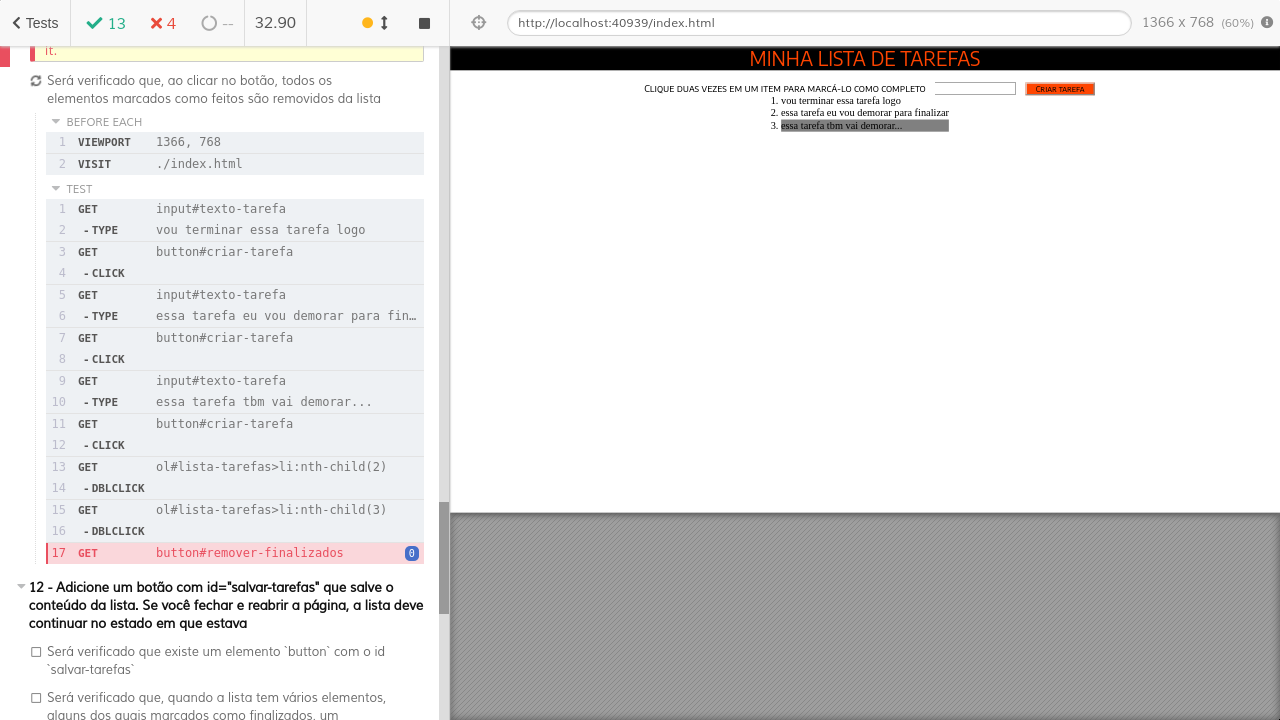 Tests 13 4 -- 32.90
http://localhost:40939/index.html 1366 x 768 (60%)
it.
Será verificado que, ao clicar no botão, todos os
elementos marcados como feitos são removidos da lista
BEFORE EACH
1 VIEWPORT 1366, 768
2 VISIT ./index.html
TEST
1 GET input#texto-tarefa
2 -TYPE vou terminar essa tarefa logo
3 GET button#criar-tarefa
4 -CLICK
5 GET input#texto-tarefa
6 -TYPE essa tarefa eu vou demorar para fin…
7 GET button#criar-tarefa
8 -CLICK
9 GET input#texto-tarefa
10 -TYPE essa tarefa tbm vai demorar...
11 GET button#criar-tarefa
12 -CLICK
13 GET ol#lista-tarefas>li:nth-child(2)
14 -DBLCLICK
15 GET ol#lista-tarefas>li:nth-child(3)
16 -DBLCLICK
17 GET button#remover-finalizados 0
12 - Adicione um botão com id="salvar-tarefas" que salve o
conteúdo da lista. Se você fechar e reabrir a página, a lista deve
continuar no estado em que estava
Será verificado que existe um elemento `button` com o id
`salvar-tarefas`
Será verificado que, quando a lista tem vários elementos,
alguns dos quais marcados como finalizados, um
MINHA LISTA DE TAREFAS
CLIQUE DUAS VEZES EM UM ITEM PARA MARCÁ-LO COMO COMPLETO CRIAR TAREFA
1. vou terminar essa tarefa logo
2. essa tarefa eu vou demorar para finalizar
3. essa tarefa tbm vai demorar...